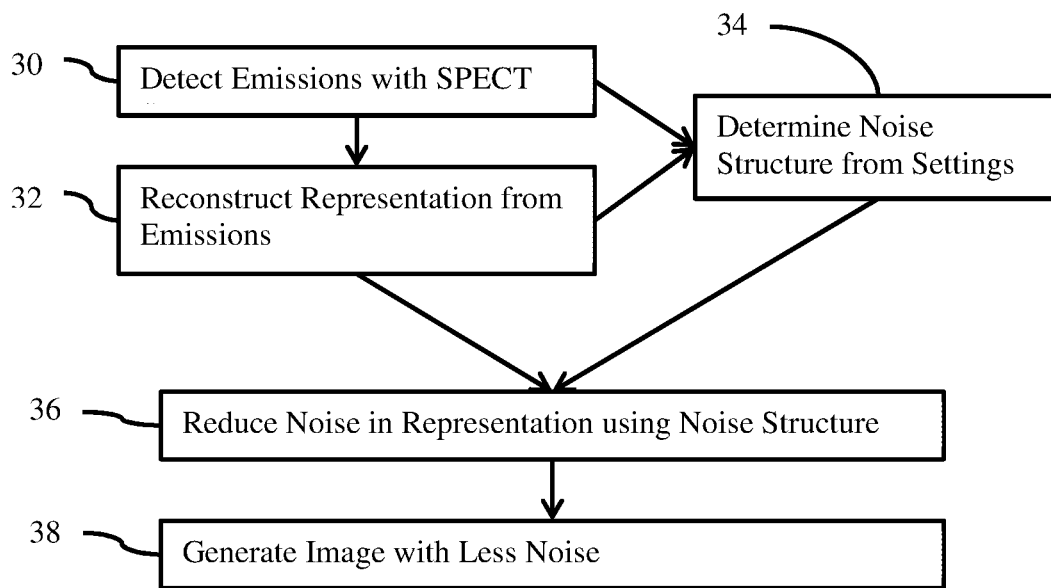 34
30
Detect Emissions with SPECT
Determine Noise
Structure from Settings
32
Reconstruct Representation from
Emissions
36
Reduce Noise in Representation using Noise Structure
38
Generate Image with Less Noise